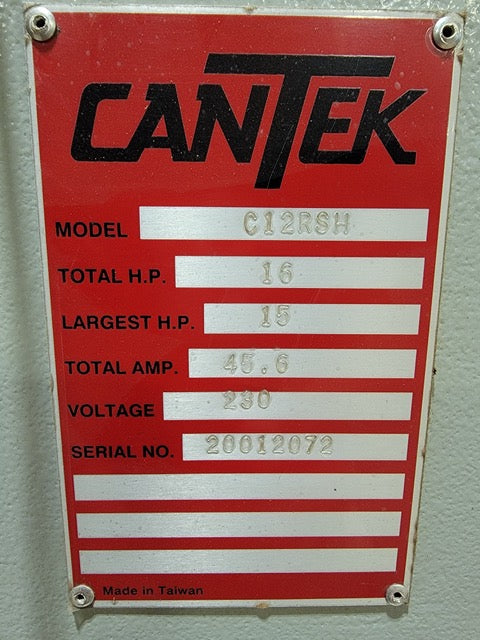 CANTEK
MODEL C12RSH
TOTAL H.P. 16
LARGEST H.P. 15
TOTAL AMP. 45.6
VOLTAGE 230
SERIAL NO. 20012072
Made in Taiwan